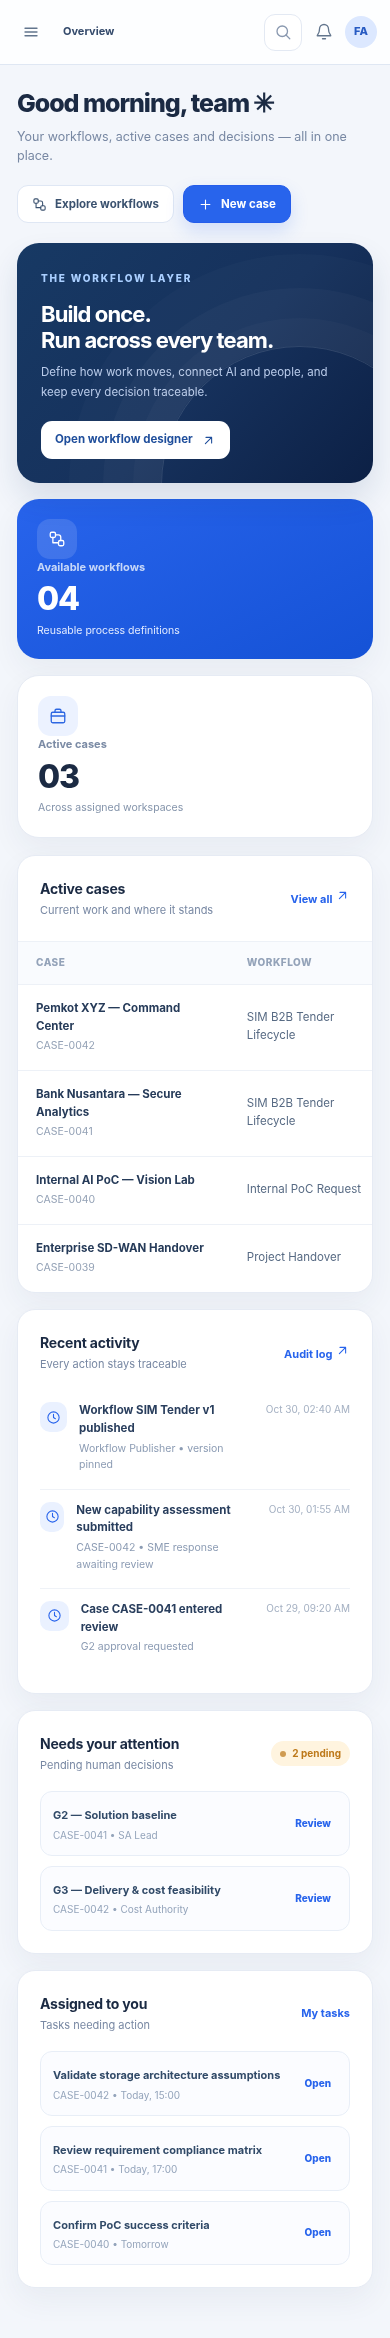 Overview
FA
Good morning, team ✳
Your workflows, active cases and decisions — all in one
place.
Explore workflows
New case
THE WORKFLOW LAYER
Build once.
Run across every team.
Define how work moves, connect AI and people, and
keep every decision traceable.
Open workflow designer
Available workflows
04
Reusable process definitions
Active cases
03
Across assigned workspaces
Active cases
Current work and where it stands
View all
CASE
WORKFLOW
Pemkot XYZ — Command
Center
CASE-0042
SIM B2B Tender
Lifecycle
Bank Nusantara — Secure
Analytics
CASE-0041
SIM B2B Tender
Lifecycle
Internal AI PoC — Vision Lab
CASE-0040
Internal PoC Request
Enterprise SD-WAN Handover
CASE-0039
Project Handover
Recent activity
Every action stays traceable
Audit log
Workflow SIM Tender v1
published
Workflow Publisher • version
pinned
Oct 30, 02:40 AM
New capability assessment
submitted
CASE-0042 • SME response
awaiting review
Oct 30, 01:55 AM
Case CASE-0041 entered
review
G2 approval requested
Oct 29, 09:20 AM
Needs your attention
Pending human decisions
2 pending
G2 — Solution baseline
CASE-0041 • SA Lead
Review
G3 — Delivery & cost feasibility
CASE-0042 • Cost Authority
Review
Assigned to you
Tasks needing action
My tasks
Validate storage architecture assumptions
CASE-0042 • Today, 15:00
Open
Review requirement compliance matrix
CASE-0041 • Today, 17:00
Open
Confirm PoC success criteria
CASE-0040 • Tomorrow
Open